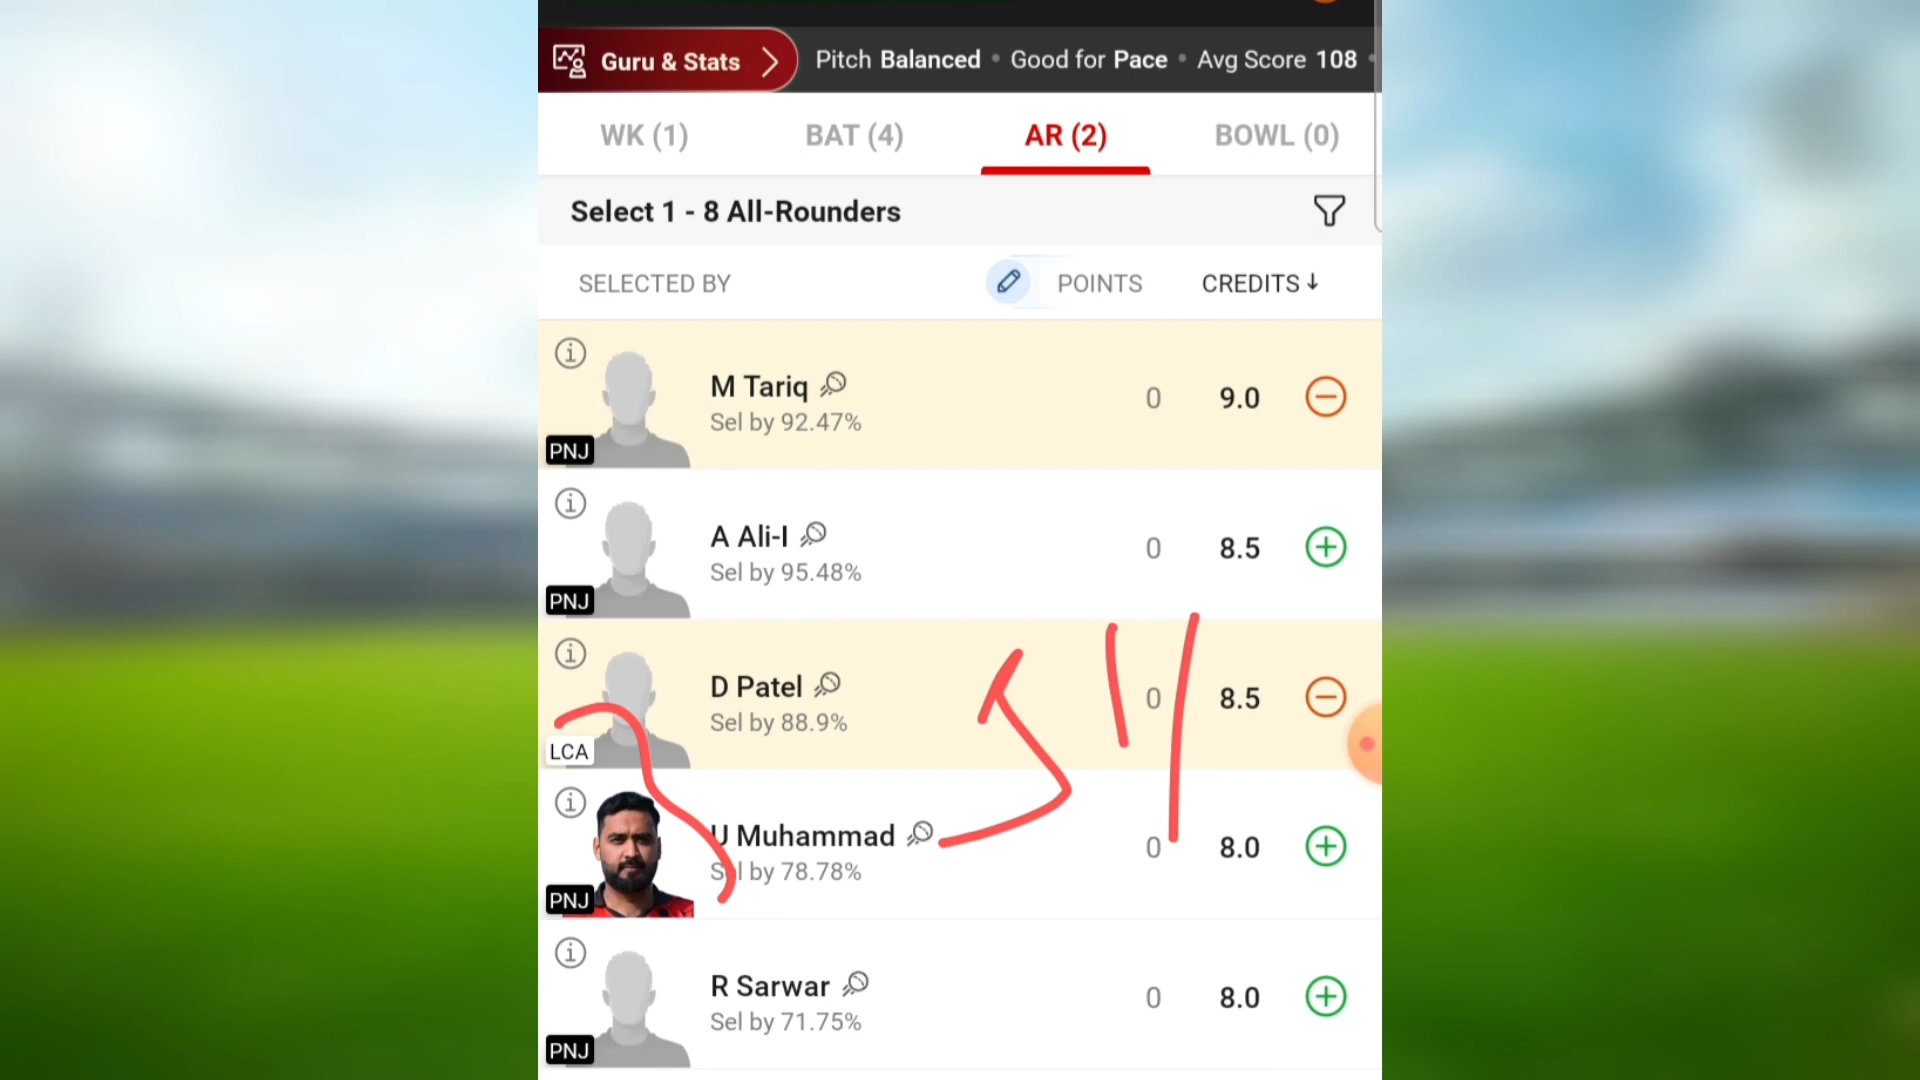 Guru & Stats Pitch Balanced • Good for Pace • Avg Score 108 •
WK (1) BAT (4) AR (2) BOWL (0)
Select 1 - 8 All-Rounders
SELECTED BY POINTS CREDITS ↓
M Tariq 0 9.0
Sel by 92.47%
PNJ
A Ali-I 0 8.5
Sel by 95.48%
PNJ
D Patel 0 8.5
Sel by 88.9%
LCA
U Muhammad 0 8.0
Sel by 78.78%
PNJ
R Sarwar 0 8.0
Sel by 71.75%
PNJ